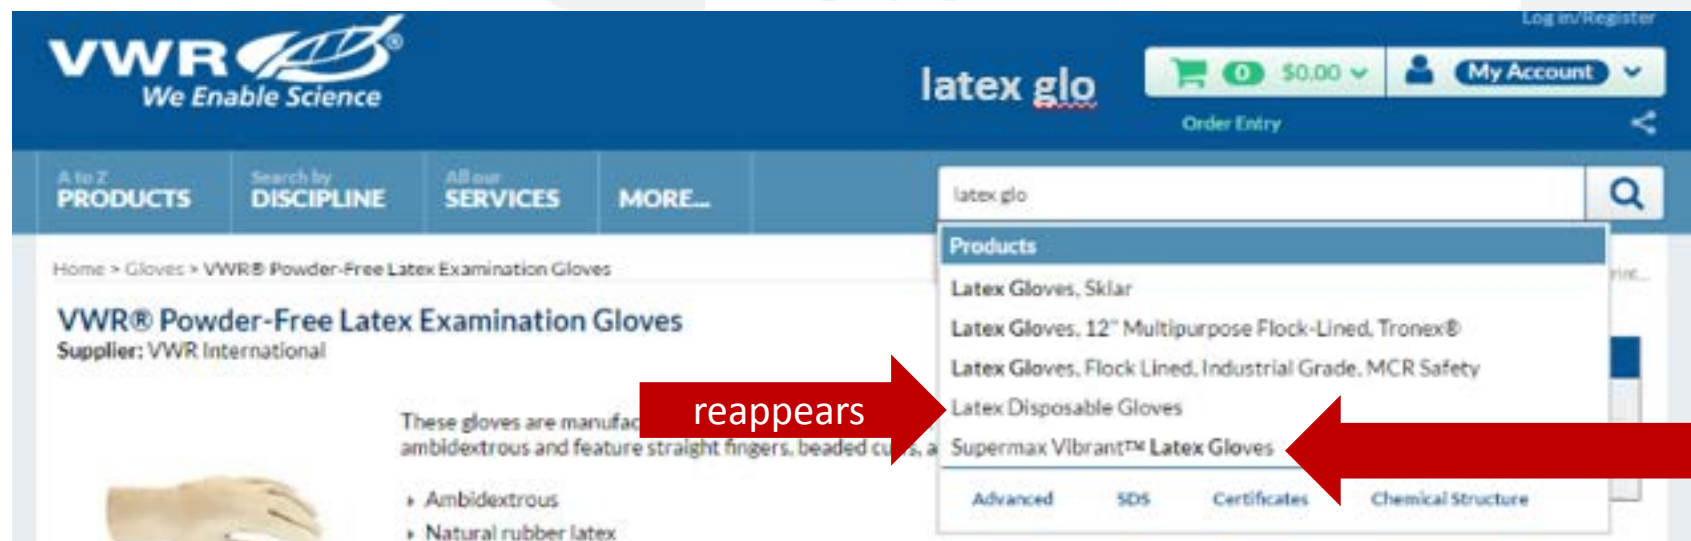 Log in/Register
VWR®
We Enable Science
latex glo
0 $0.00
My Account
Order Entry
A to Z
PRODUCTS
Search by
DISCIPLINE
All our
SERVICES
MORE...
latex glo
Products
Home > Gloves > VWR® Powder-Free Latex Examination Gloves
Latex Gloves, Sklar
VWR® Powder-Free Latex Examination Gloves
Supplier: VWR International
Latex Gloves, 12" Multipurpose Flock-Lined, Tronex®
Latex Gloves, Flock Lined, Industrial Grade, MCR Safety
reappears
Latex Disposable Gloves
Supermax Vibrant™ Latex Gloves
These gloves are
ambidextrous and feature straight fingers, beaded
Advanced SDS Certificates Chemical Structure
Ambidextrous
Natural rubber latex